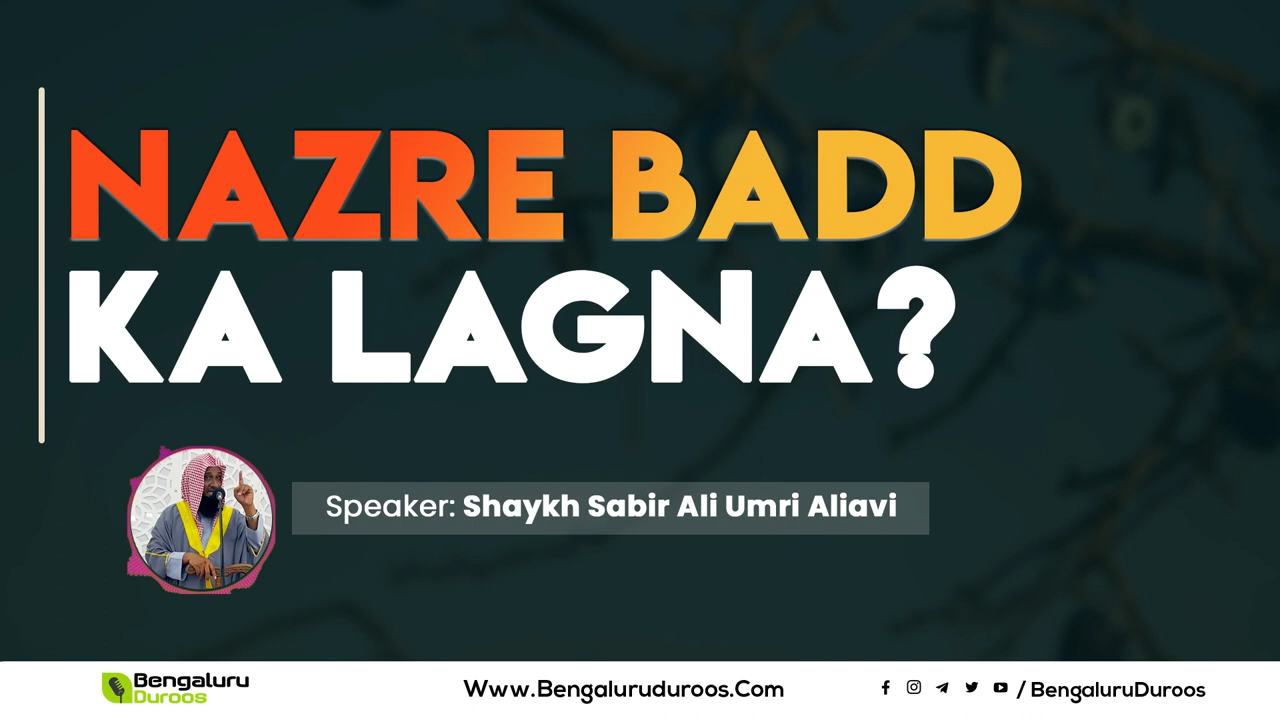 NAZRE BADD
KA LAGNA?
Speaker: Shaykh Sabir Ali Umri Aliavi
Bengaluru
Duroos
Www.Bengaluruduroos.Com
/ BengaluruDuroos